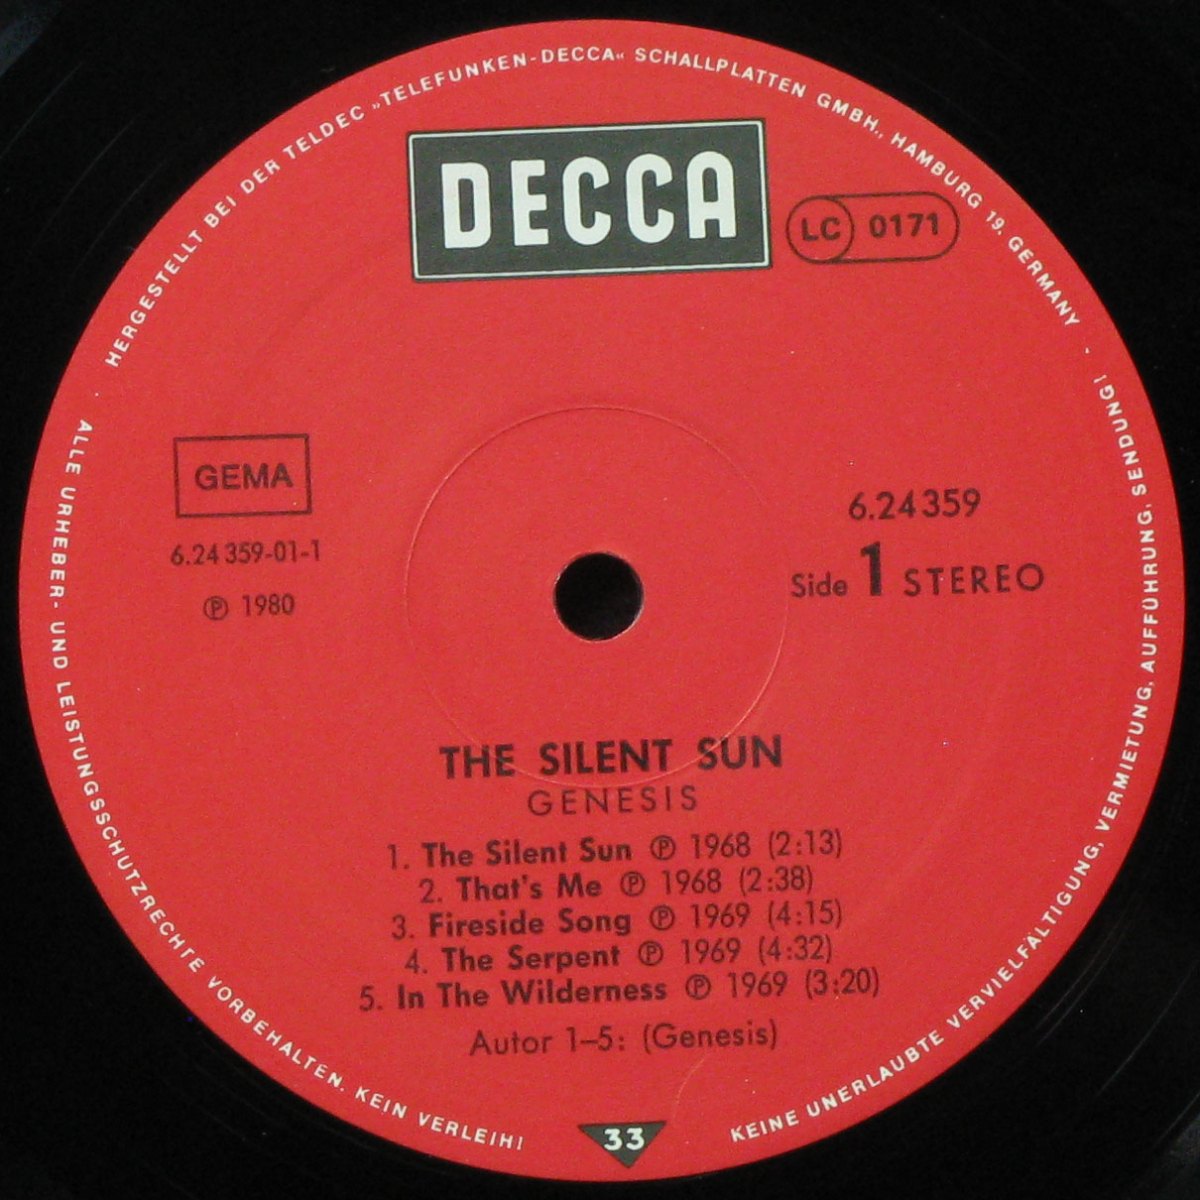 HERGESTELLT BEI DER TELDEC „TELEFUNKEN-DECCA“ SCHALLPLATTEN GMBH., HAMBURG 19. GERMANY ·
DECCA
LC 0171
GEMA
6.24 359-01-1
℗ 1980
6.24 359
Side 1 STEREO
THE SILENT SUN
GENESIS
1. The Silent Sun ℗ 1968 (2:13)
2. That's Me ℗ 1968 (2:38)
3. Fireside Song ℗ 1969 (4:15)
4. The Serpent ℗ 1969 (4:32)
5. In The Wilderness ℗ 1969 (3:20)
Autor 1–5: (Genesis)
33
· ALLE URHEBER- UND LEISTUNGSSCHUTZRECHTE VORBEHALTEN. KEIN VERLEIH!
KEINE UNERLAUBTE VERVIELFÄLTIGUNG, VERMIETUNG, AUFFÜHRUNG, SENDUNG!